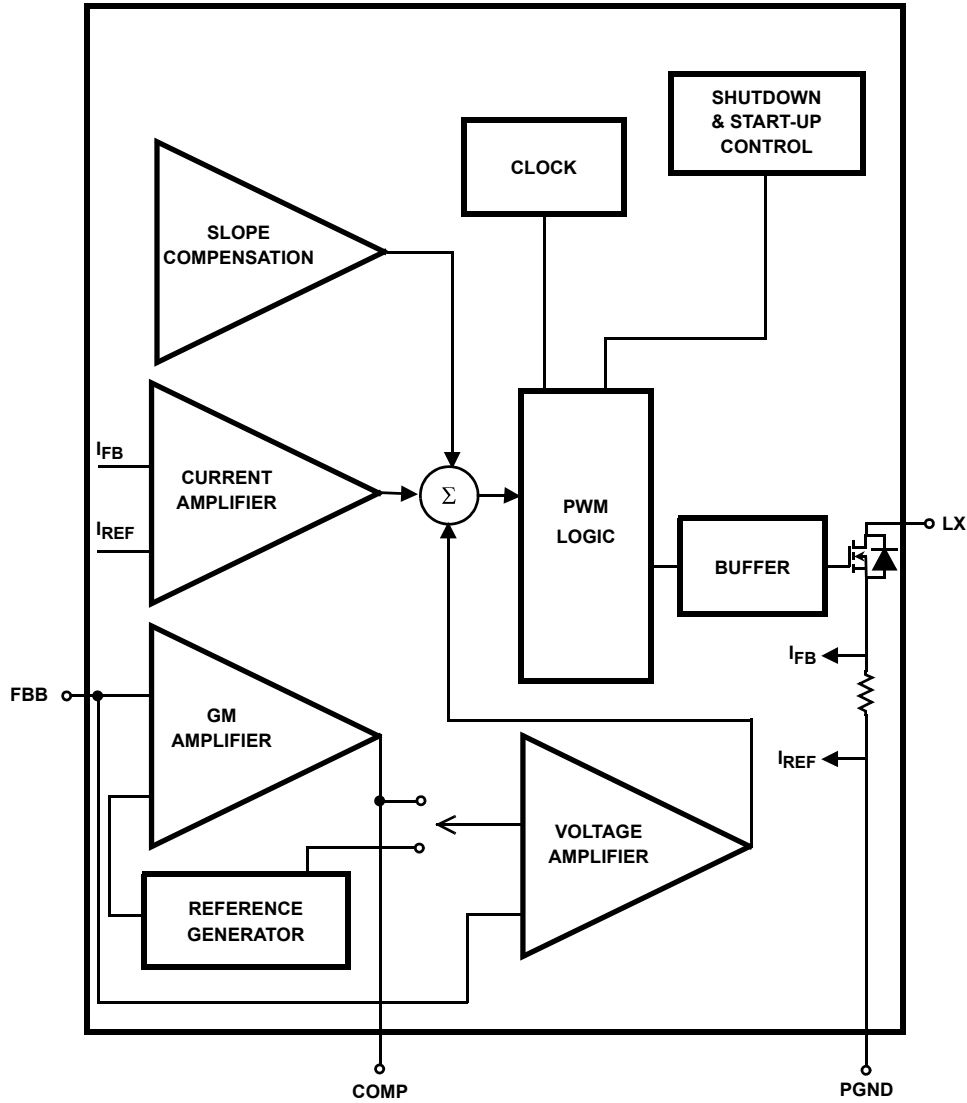 SHUTDOWN
& START-UP
CONTROL
CLOCK
SLOPE
COMPENSATION
IFB
CURRENT
AMPLIFIER
IREF
Σ
PWM
LOGIC
LX
BUFFER
IFB
FBB
GM
AMPLIFIER
IREF
VOLTAGE
AMPLIFIER
REFERENCE
GENERATOR
COMP
PGND